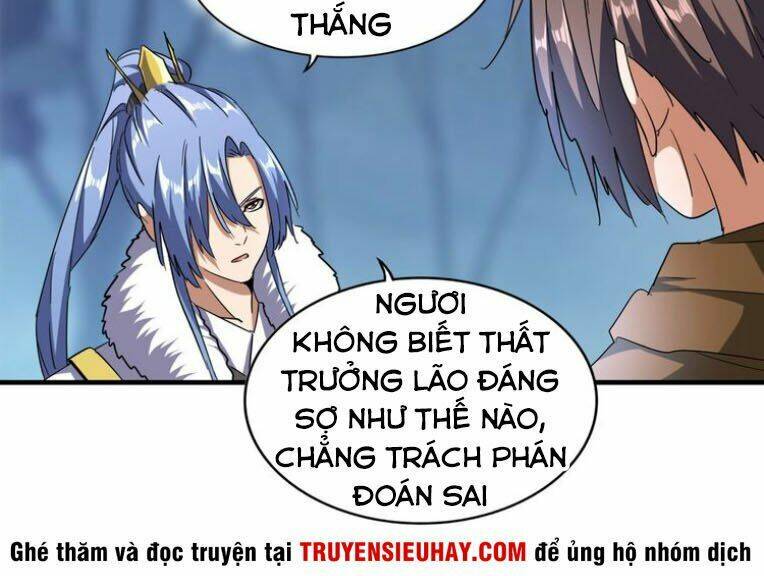 THẮNG
NGƯƠI
KHÔNG BIẾT THẤT
TRƯỞNG LÃO ĐÁNG
SỢ NHƯ THẾ NÀO,
CHẲNG TRÁCH PHÁN
ĐOÁN SAI
Ghé thăm và đọc truyện tại TRUYENSIEUHAY.COM để ủng hộ nhóm dịch